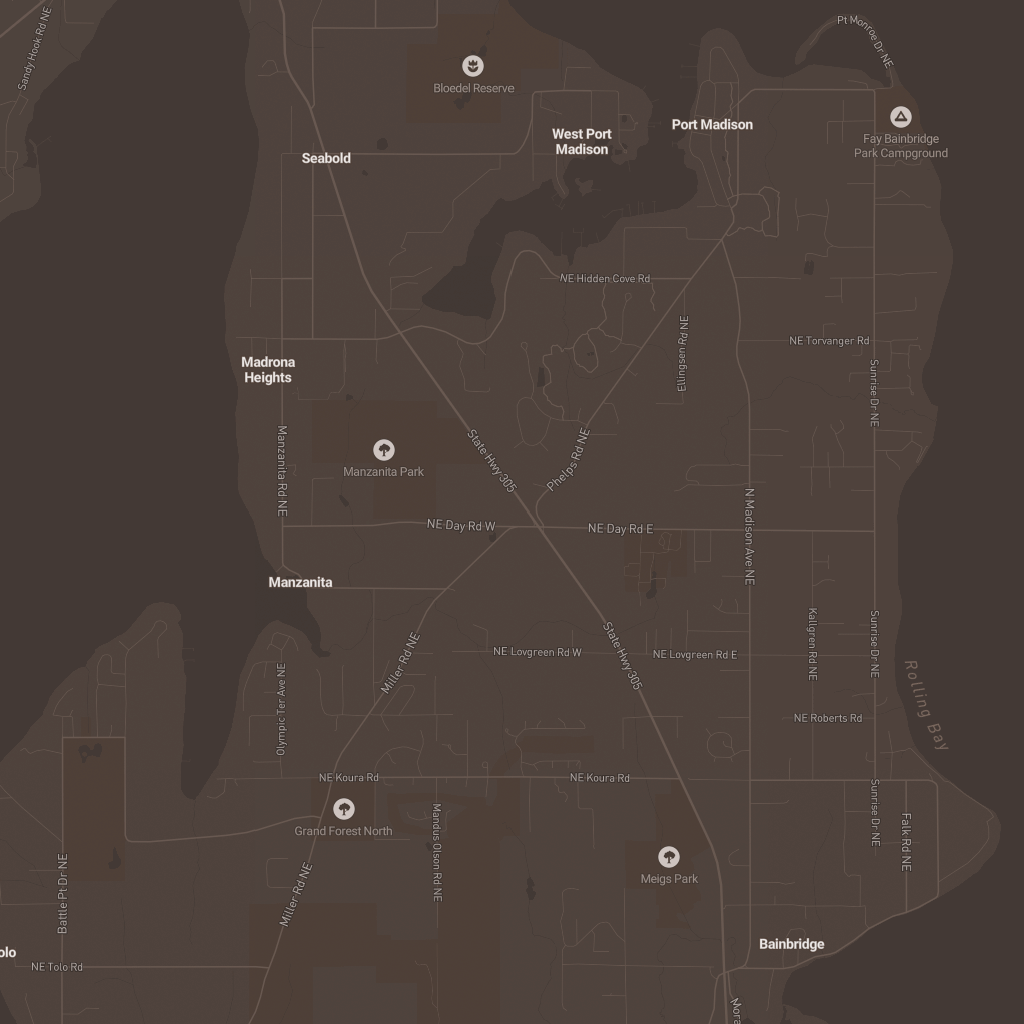 Sandy Hook Rd NE
Pt Monroe Dr NE
Bloedel Reserve
West Port
Madison
Port Madison
Fay Bainbridge
Park Campground
Seabold
NE Hidden Cove Rd
Ellingsen Rd NE
NE Torvanger Rd
Sunrise Dr NE
Madrona
Heights
Manzanita Rd NE
State Hwy 305
Phelps Rd NE
Manzanita Park
NE Day Rd W
NE Day Rd E
N Madison Ave NE
Manzanita
Miller Rd NE
NE Lovgreen Rd W
State Hwy 305
NE Lovgreen Rd E
Kallgren Rd NE
Sunrise Dr NE
Olympic Ter Ave NE
Rolling Bay
NE Roberts Rd
NE Koura Rd
NE Koura Rd
Grand Forest North
Mandus Olson Rd NE
Sunrise Dr NE
Falk Rd NE
Battle Pt Dr NE
Miller Rd NE
Meigs Park
Bainbridge
olo
NE Tolo Rd
Mora